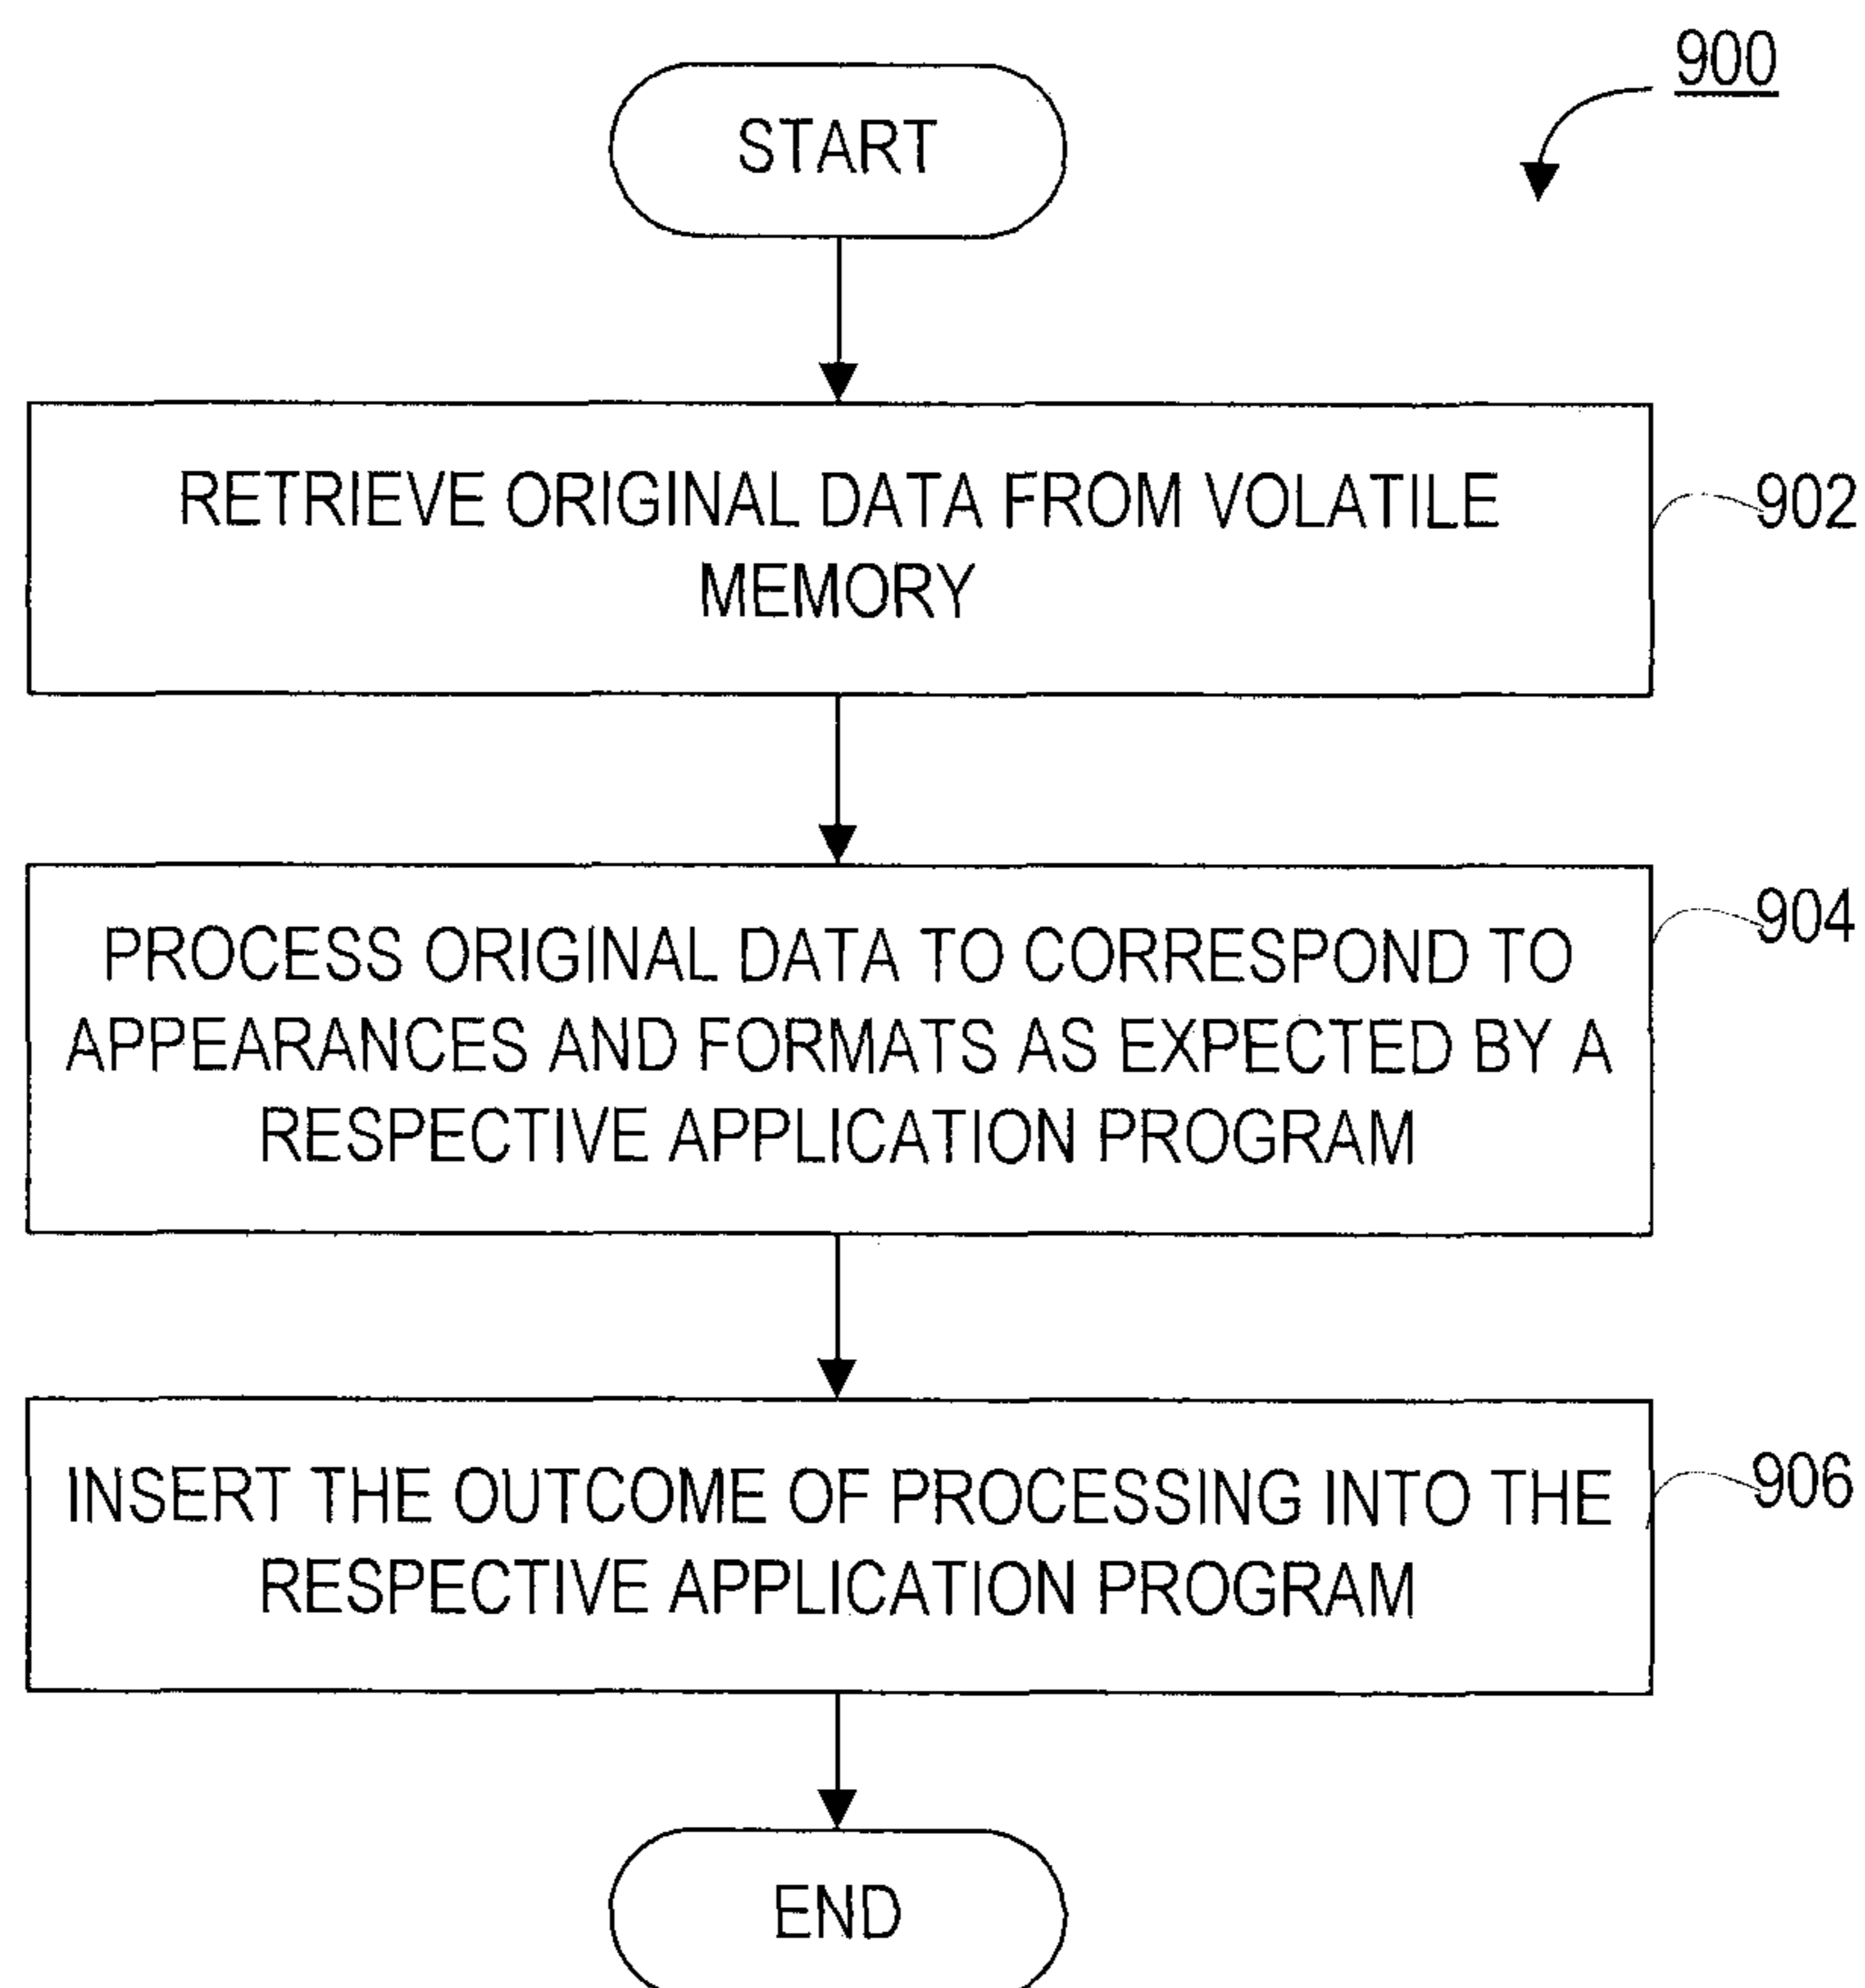 900
START
RETRIEVE ORIGINAL DATA FROM VOLATILE
MEMORY
902
PROCESS ORIGINAL DATA TO CORRESPOND TO
APPEARANCES AND FORMATS AS EXPECTED BY A
RESPECTIVE APPLICATION PROGRAM
904
INSERT THE OUTCOME OF PROCESSING INTO THE
RESPECTIVE APPLICATION PROGRAM
906
END